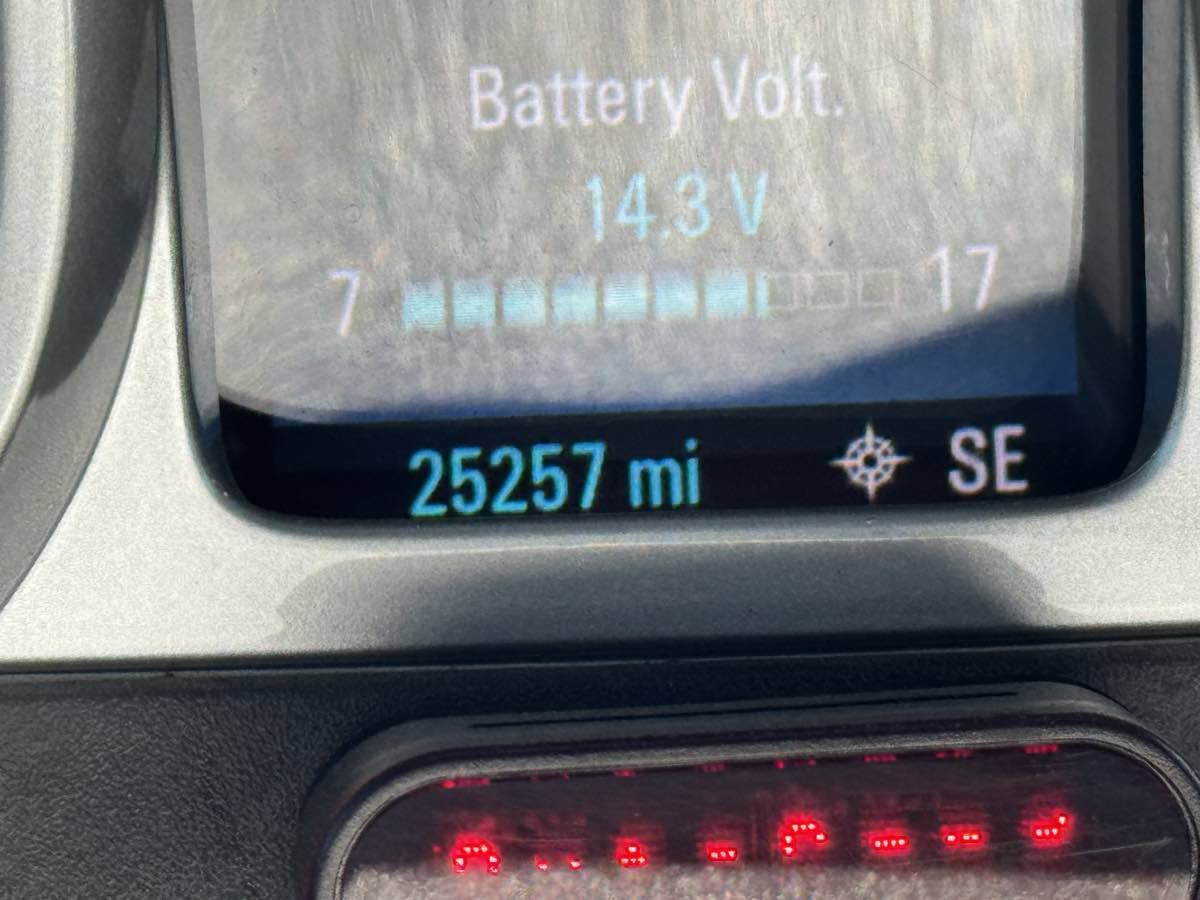 Battery Volt.
14.3 V
7 17
25257 mi SE